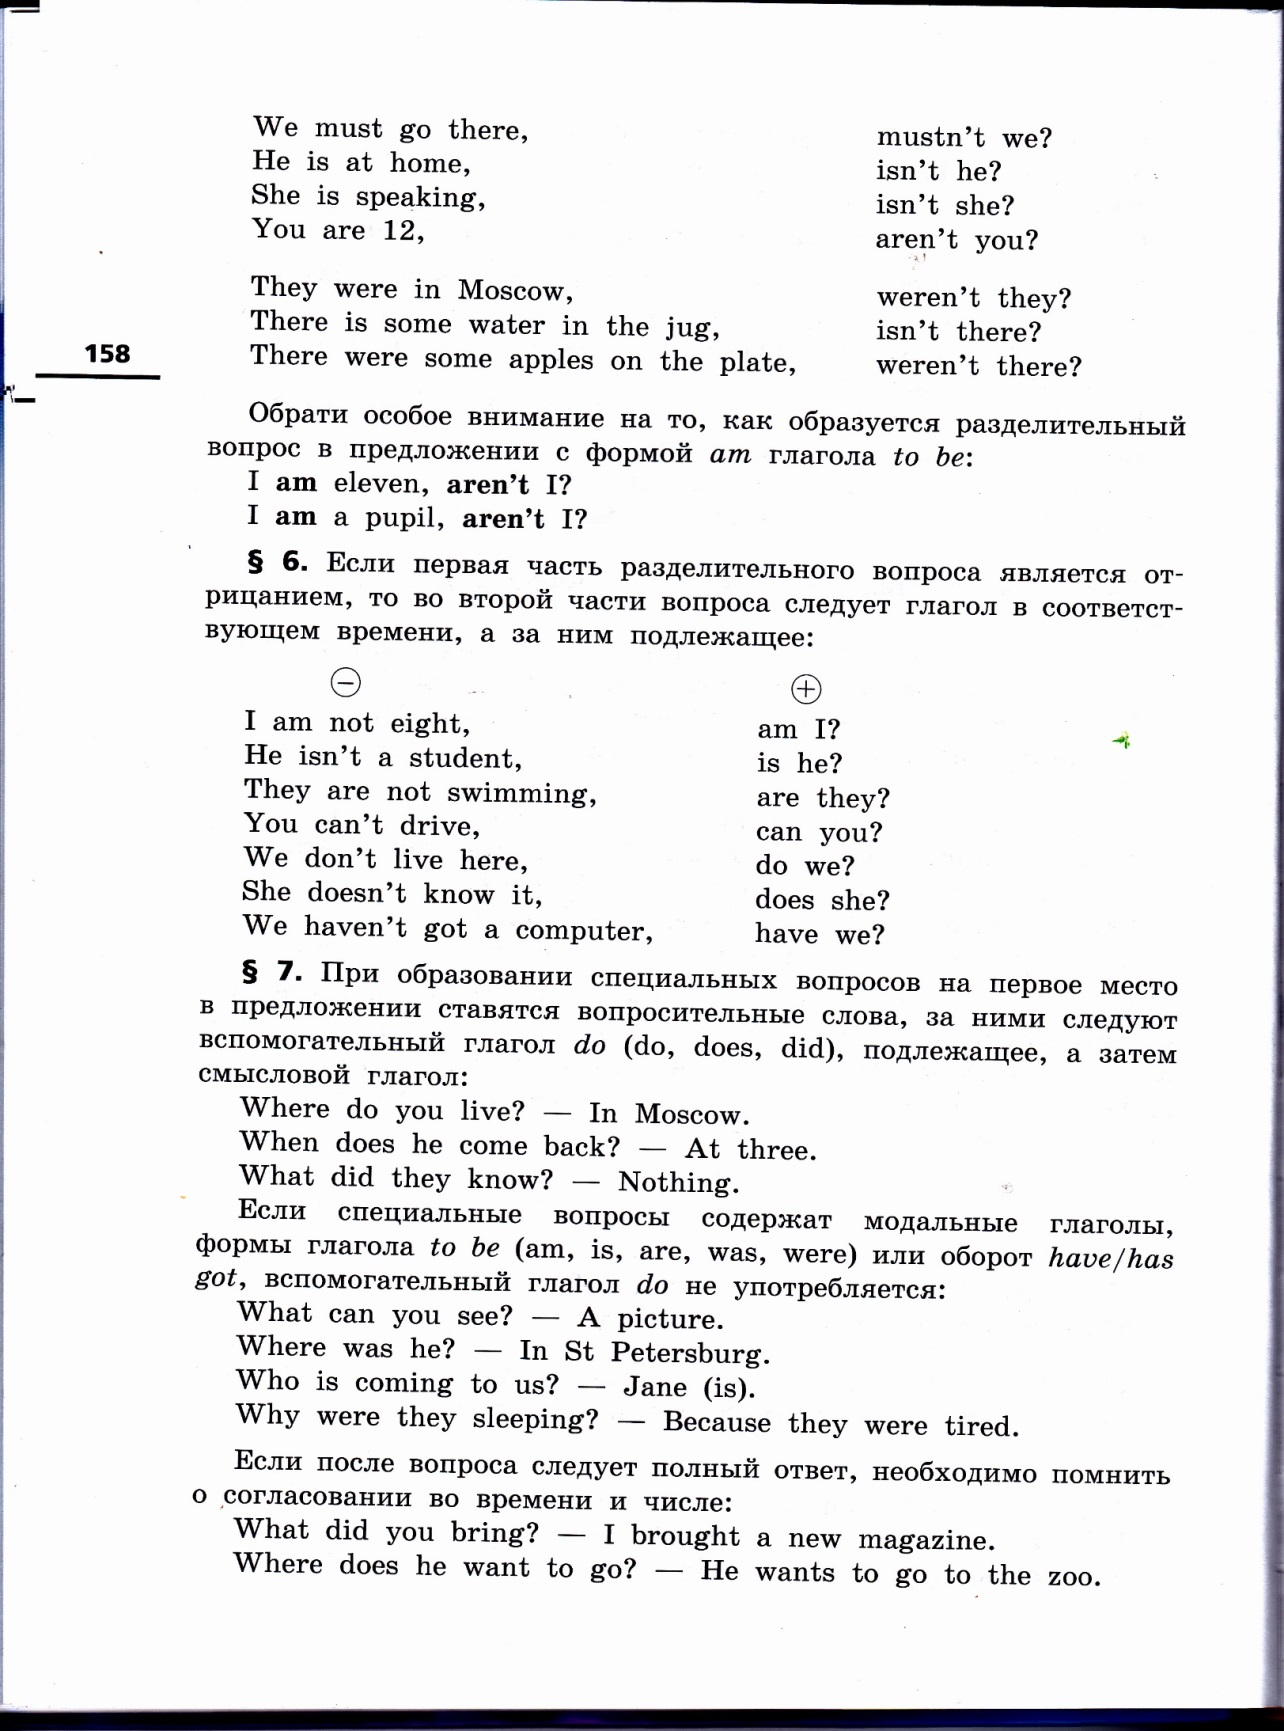 We must go there, mustn't we?
He is at home, isn't he?
She is speaking, isn't she?
You are 12, aren't you?
They were in Moscow, weren't they?
There is some water in the jug, isn't there?
158
There were some apples on the plate, weren't there?
Обрати особое внимание на то, как образуется разделительный
вопрос в предложении с формой am глагола to be:
I am eleven, aren't I?
I am a pupil, aren't I?
§ 6. Если первая часть разделительного вопроса является от-
рицанием, то во второй части вопроса следует глагол в соответст-
вующем времени, а за ним подлежащее:
− +
I am not eight, am I?
He isn't a student, is he?
They are not swimming, are they?
You can't drive, can you?
We don't live here, do we?
She doesn't know it, does she?
We haven't got a computer, have we?
§ 7. При образовании специальных вопросов на первое место
в предложении ставятся вопросительные слова, за ними следуют
вспомогательный глагол do (do, does, did), подлежащее, а затем
смысловой глагол:
Where do you live? — In Moscow.
When does he come back? — At three.
What did they know? — Nothing.
Если специальные вопросы содержат модальные глаголы,
формы глагола to be (am, is, are, was, were) или оборот have/has
got, вспомогательный глагол do не употребляется:
What can you see? — A picture.
Where was he? — In St Petersburg.
Who is coming to us? — Jane (is).
Why were they sleeping? — Because they were tired.
Если после вопроса следует полный ответ, необходимо помнить
о согласовании во времени и числе:
What did you bring? — I brought a new magazine.
Where does he want to go? — He wants to go to the zoo.